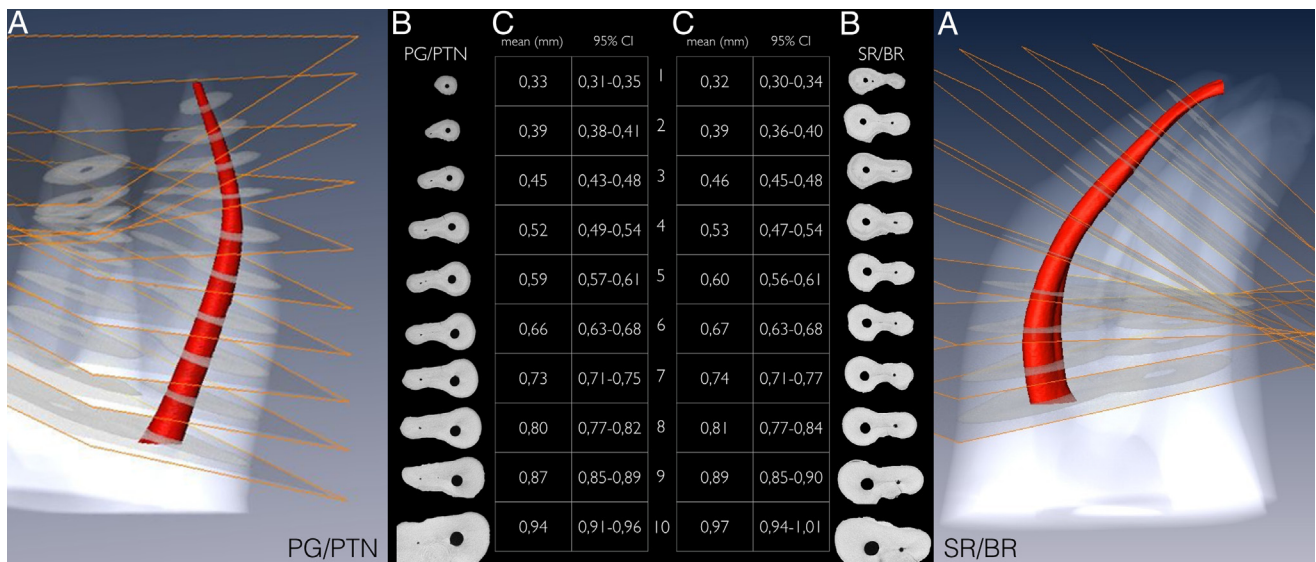 A B C C B A
mean (mm) 95% CI mean (mm) 95% CI
PG/PTN SR/BR
0,33 0,31-0,35 1 0,32 0,30-0,34
0,39 0,38-0,41 2 0,39 0,36-0,40
0,45 0,43-0,48 3 0,46 0,45-0,48
0,52 0,49-0,54 4 0,53 0,47-0,54
0,59 0,57-0,61 5 0,60 0,56-0,61
0,66 0,63-0,68 6 0,67 0,63-0,68
0,73 0,71-0,75 7 0,74 0,71-0,77
0,80 0,77-0,82 8 0,81 0,77-0,84
0,87 0,85-0,89 9 0,89 0,85-0,90
0,94 0,91-0,96 10 0,97 0,94-1,01
PG/PTN SR/BR